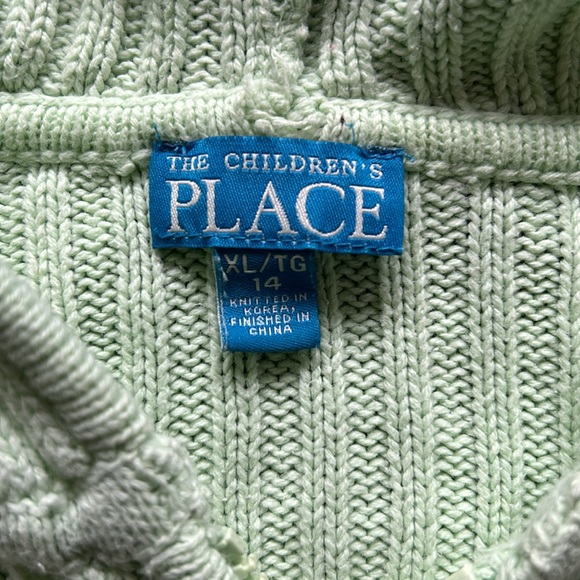 THE CHILDREN'S
PLACE
XL/TG
14
KNITTED IN
KOREA,
FINISHED IN
CHINA